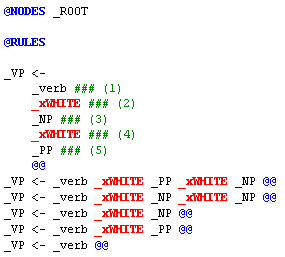 @NODES _ROOT
@RULES
_VP <-
_verb ### (1)
_xWHITE ### (2)
_NP ### (3)
_xWHITE ### (4)
_PP ### (5)
@@
_VP <- _verb _xWHITE _PP _xWHITE _NP @@
_VP <- _verb _xWHITE _NP _xWHITE _NP @@
_VP <- _verb _xWHITE _NP @@
_VP <- _verb _xWHITE _PP @@
_VP <- _verb @@